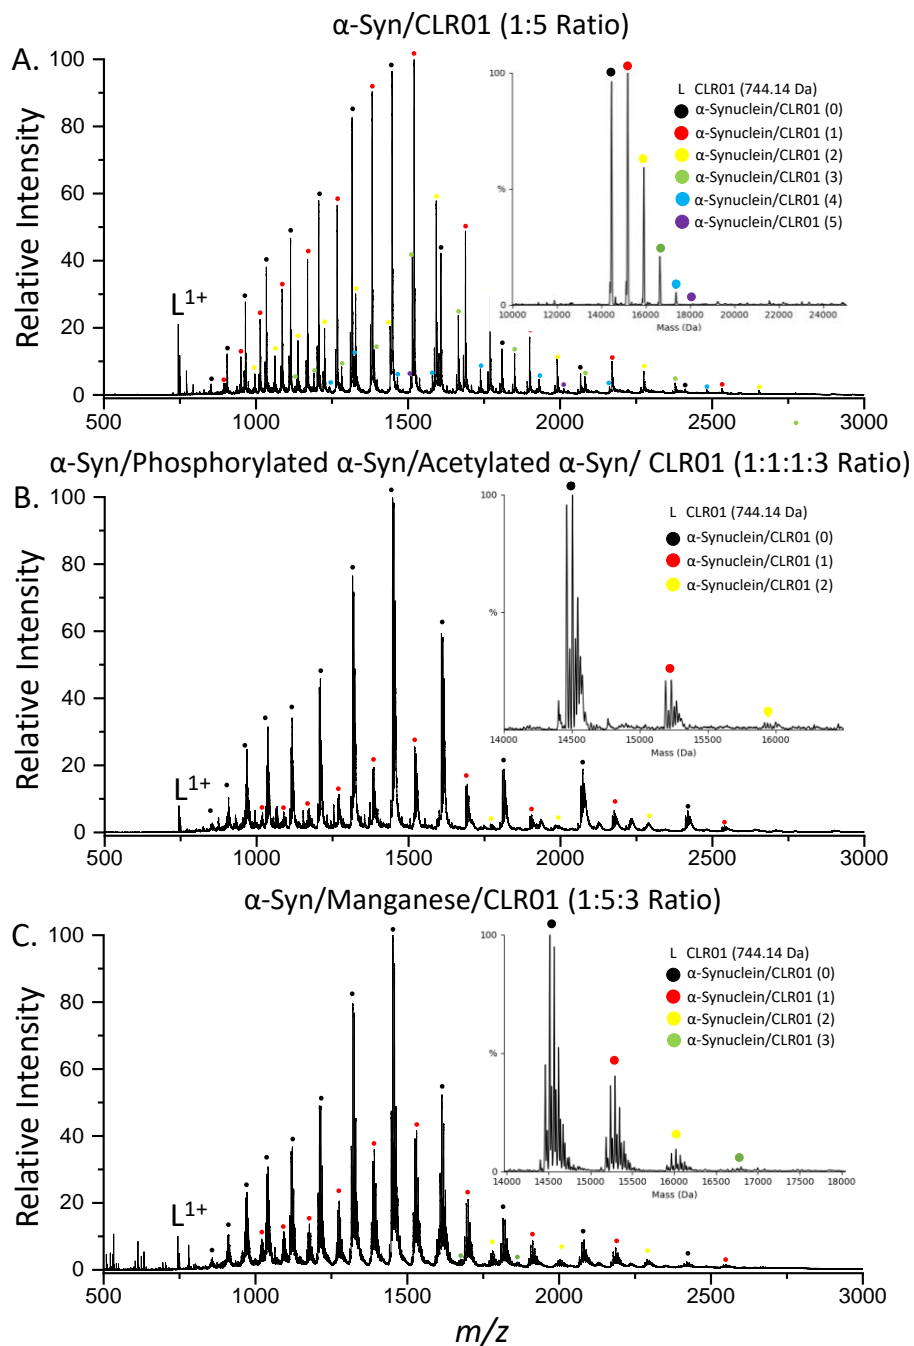 α-Syn/CLR01 (1:5 Ratio)
A.
Relative Intensity
100
80
60
40
20
0
500
1000
1500
2000
2500
3000
L1+
100
%
10000
12000
14000
16000
18000
20000
22000
24000
Mass (Da)
L CLR01 (744.14 Da)
α-Synuclein/CLR01 (0)
α-Synuclein/CLR01 (1)
α-Synuclein/CLR01 (2)
α-Synuclein/CLR01 (3)
α-Synuclein/CLR01 (4)
α-Synuclein/CLR01 (5)
α-Syn/Phosphorylated α-Syn/Acetylated α-Syn/ CLR01 (1:1:1:3 Ratio)
B.
Relative Intensity
100
80
60
40
20
0
500
1000
1500
2000
2500
3000
L1+
100
%
14000
14500
15000
15500
16000
Mass (Da)
L CLR01 (744.14 Da)
α-Synuclein/CLR01 (0)
α-Synuclein/CLR01 (1)
α-Synuclein/CLR01 (2)
α-Syn/Manganese/CLR01 (1:5:3 Ratio)
C.
Relative Intensity
100
80
60
40
20
0
500
1000
1500
2000
2500
3000
L1+
100
%
14000
14500
15000
15500
16000
16500
17000
17500
18000
Mass (Da)
L CLR01 (744.14 Da)
α-Synuclein/CLR01 (0)
α-Synuclein/CLR01 (1)
α-Synuclein/CLR01 (2)
α-Synuclein/CLR01 (3)
m/z